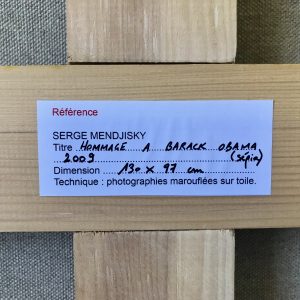 Référence
SERGE MENDJISKY
Titre HOMMAGE A BARACK OBAMA
2009 (sépia)
Dimension 130 x 97 cm
Technique : photographies marouflées sur toile.